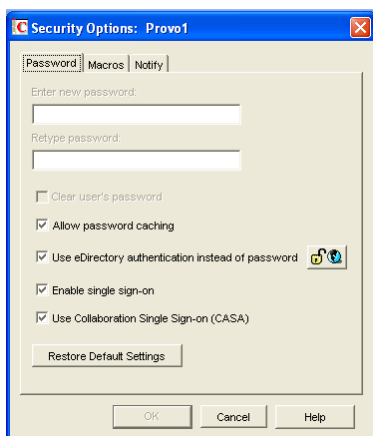 Security Options: Provo1
Password Macros Notify
Enter new password:
Retype password:
Clear user's password
Allow password caching
Use eDirectory authentication instead of password
Enable single sign-on
Use Collaboration Single Sign-on (CASA)
Restore Default Settings
OK Cancel Help